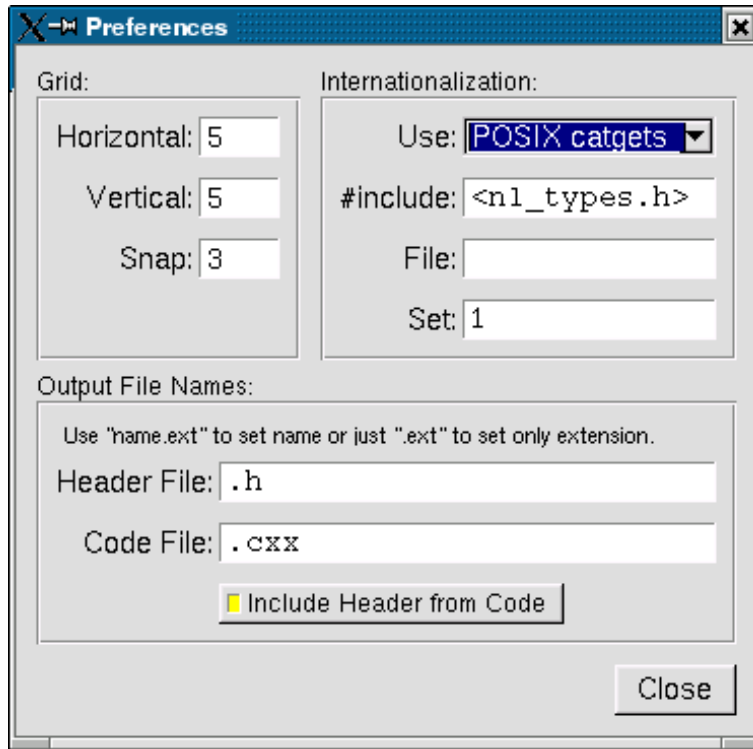 Preferences
Grid:
Horizontal: 5
Vertical: 5
Snap: 3
Internationalization:
Use: POSIX catgets
#include: <nl_types.h>
File:
Set: 1
Output File Names:
Use "name.ext" to set name or just ".ext" to set only extension.
Header File: .h
Code File: .cxx
Include Header from Code
Close